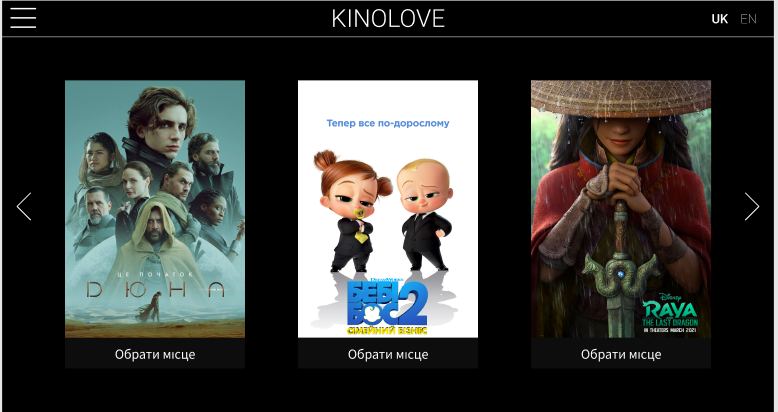 KINOLOVE
UK EN
ЦЕ ПОЧАТОК
ДЮНА
Тепер все по-дорослому
БЕБІ
БОС 2
СІМЕЙНИЙ БІЗНЕС
Disney
RAYA
AND
THE LAST DRAGON
IN THEATERS MARCH 2021
Обрати місце
Обрати місце
Обрати місце